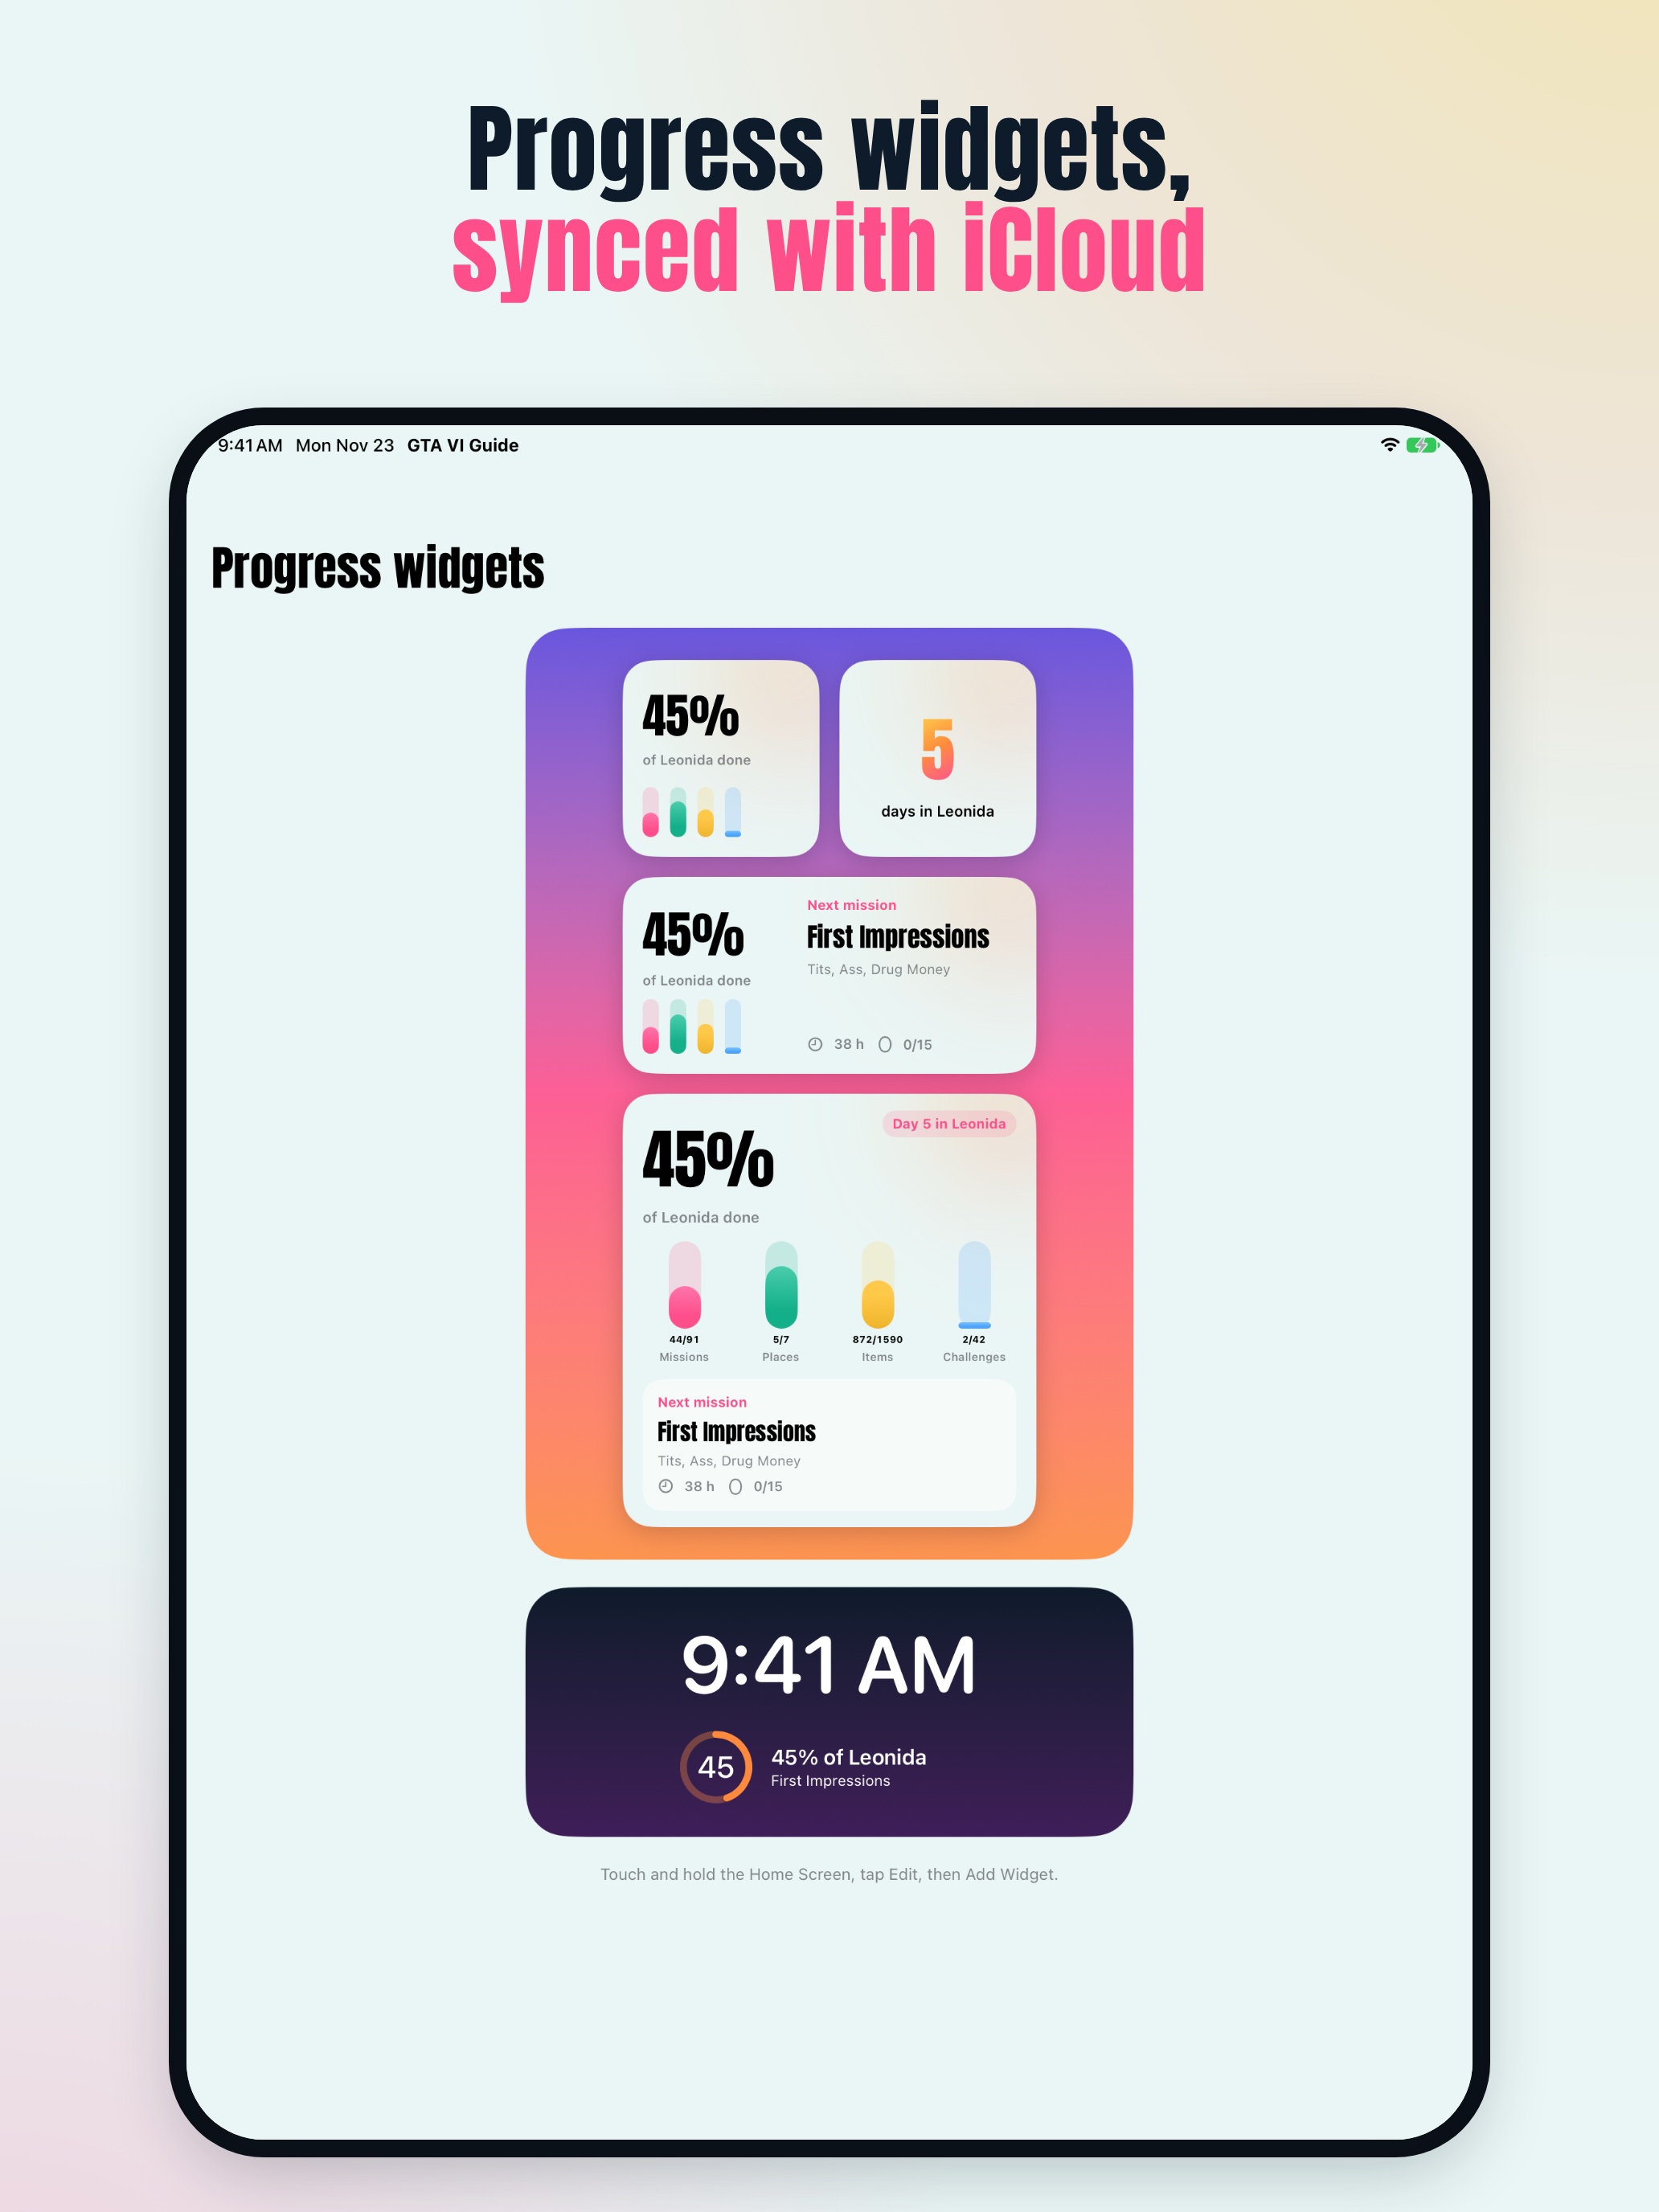 Progress widgets,
synced with iCloud
9:41 AM Mon Nov 23 GTA VI Guide
Progress widgets
45%
of Leonida done
5
days in Leonida
45%
of Leonida done
Next mission
First Impressions
Tits, Ass, Drug Money
38 h 0/15
Day 5 in Leonida
45%
of Leonida done
44/91 5/7 872/1590 2/42
Missions Places Items Challenges
Next mission
First Impressions
Tits, Ass, Drug Money
38 h 0/15
9:41 AM
45
45% of Leonida
First Impressions
Touch and hold the Home Screen, tap Edit, then Add Widget.